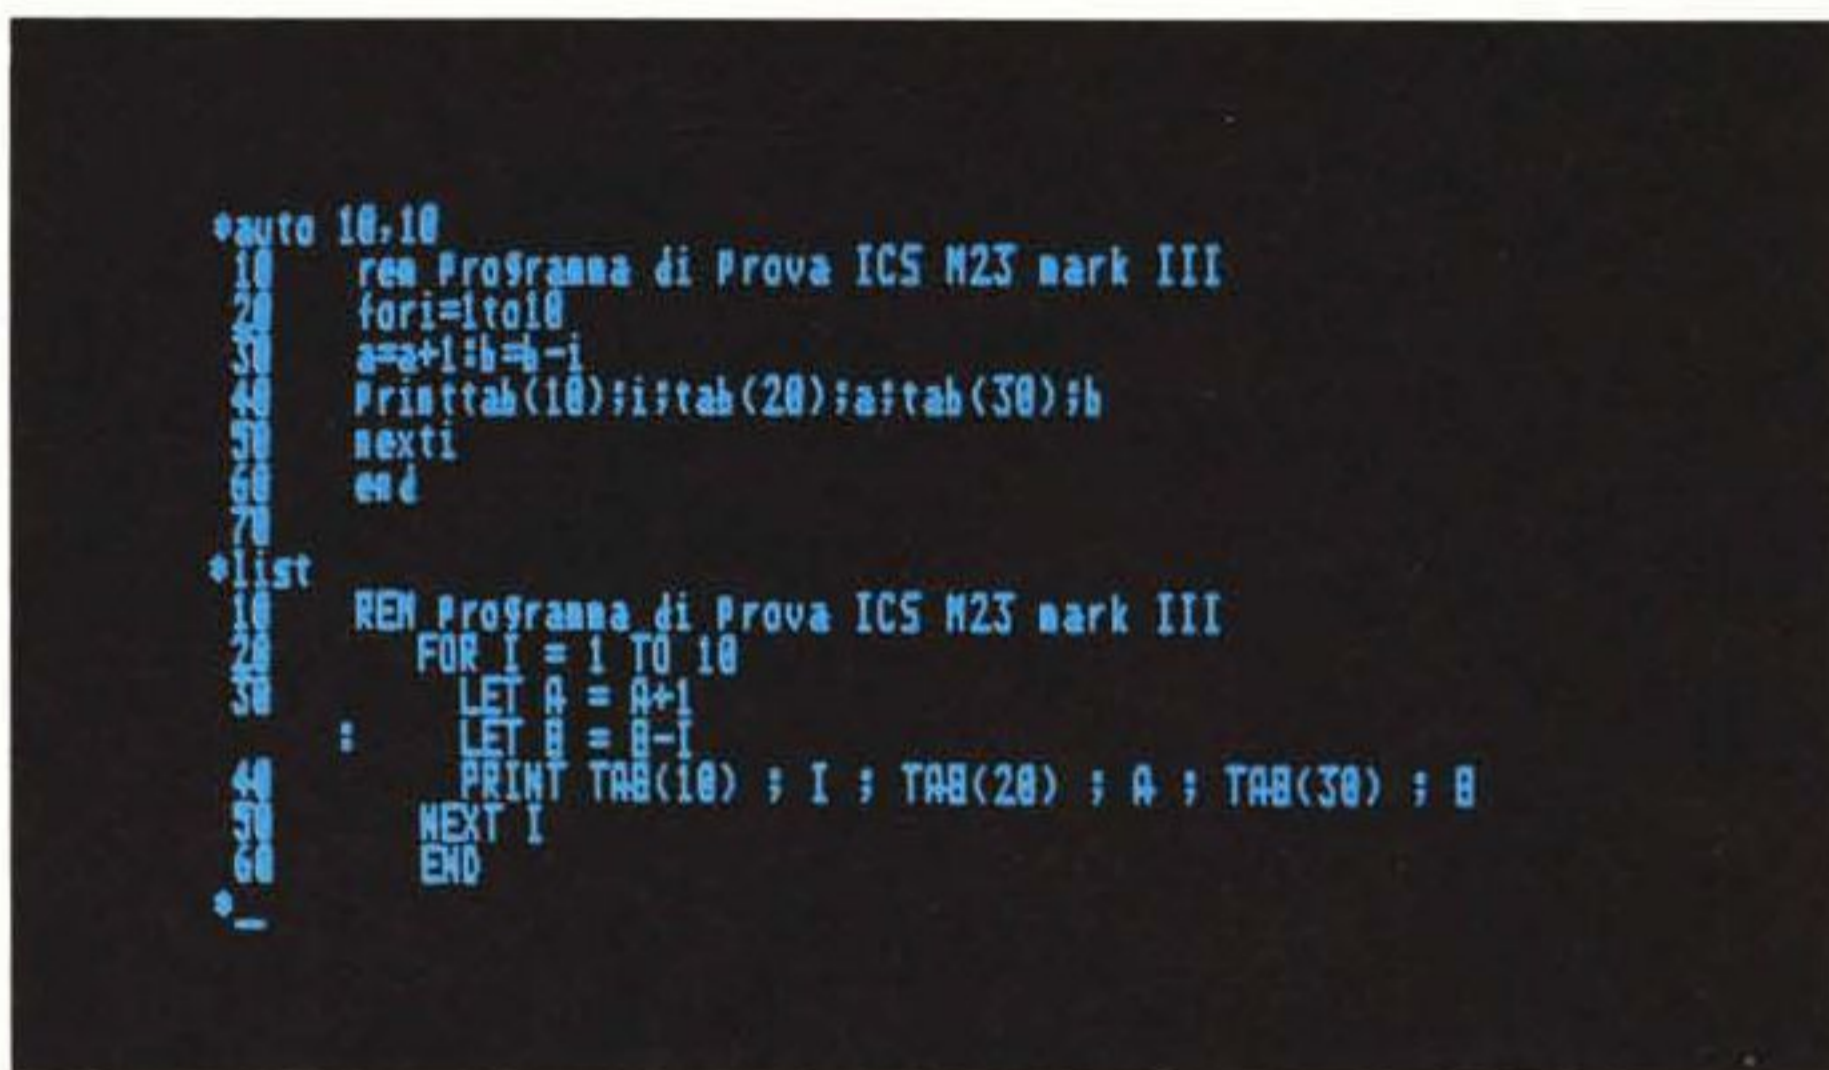 *auto 10,10
10 rem Programma di Prova ICS M23 mark III
20 fori=1to10
30 a=a+1:b=b-i
40 Printtab(10);i;tab(20);a;tab(30);b
50 nexti
60 end
70
*list
10 REM Programma di Prova ICS M23 mark III
20 FOR I = 1 TO 10
30 LET A = A+1
: LET B = B-I
40 PRINT TAB(10) ; I ; TAB(20) ; A ; TAB(30) ; B
50 NEXT I
60 END
*_